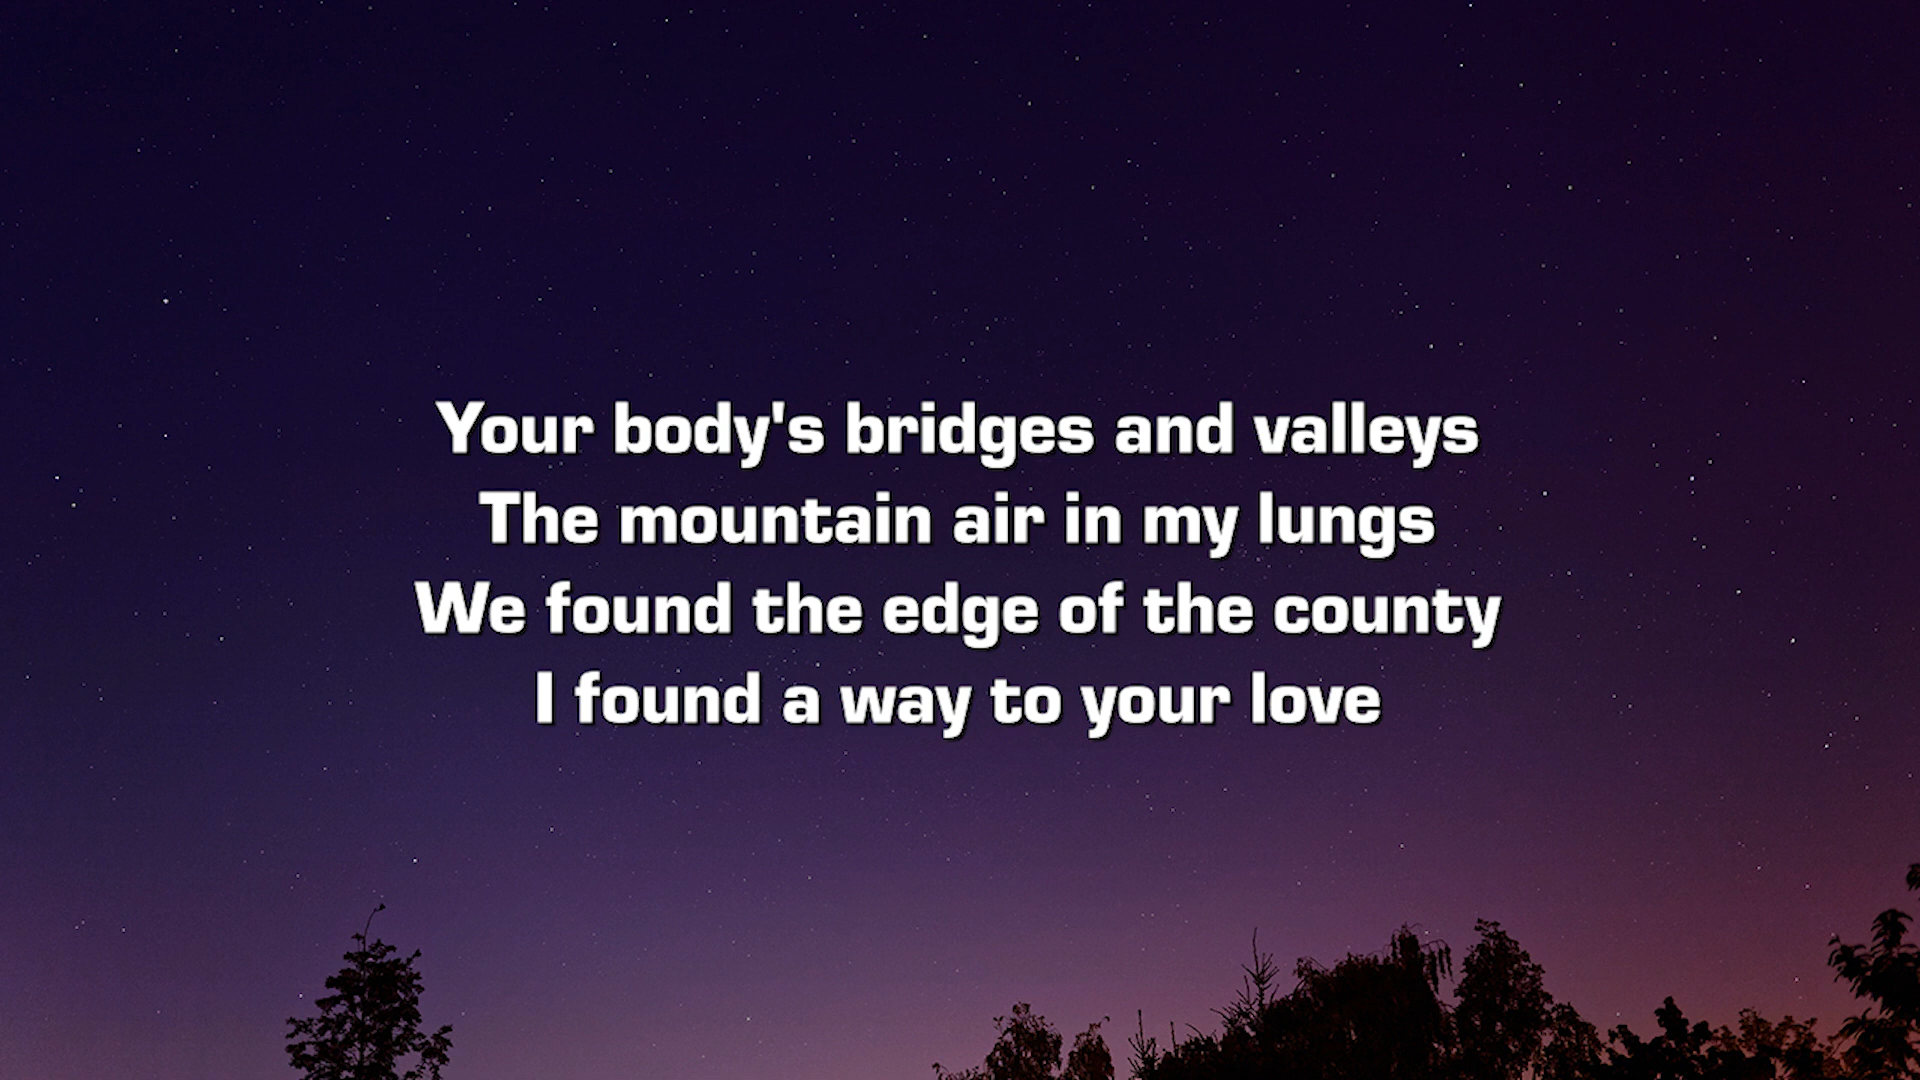 Your body's bridges and valleys
The mountain air in my lungs
We found the edge of the county
I found a way to your love